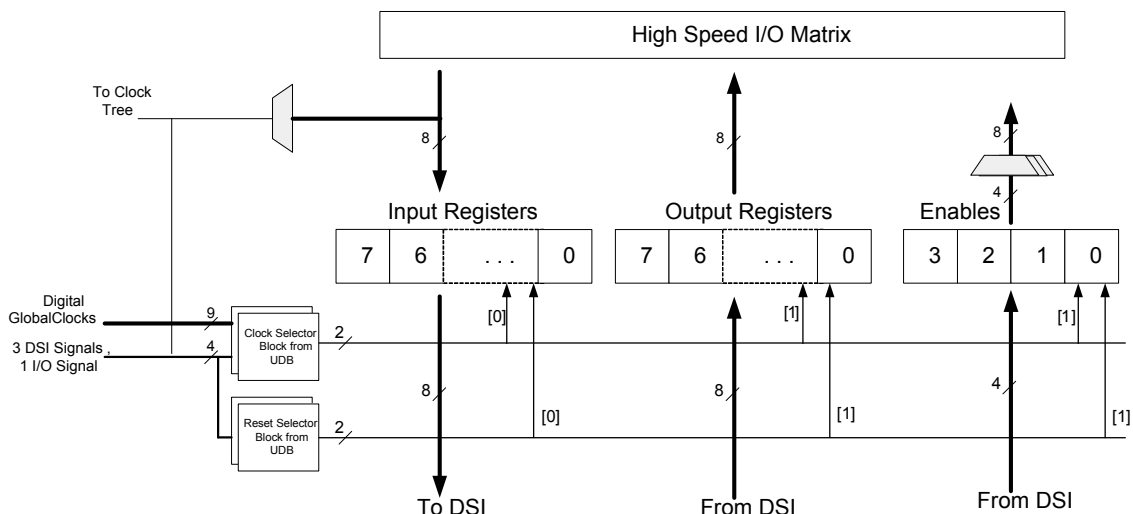 High Speed I/O Matrix
To Clock
Tree
8
8
8
4
Input Registers
Output Registers
Enables
7 6 . . . 0
7 6 . . . 0
3 2 1 0
Digital
GlobalClocks
9
3 DSI Signals ,
1 I/O Signal
4
Clock Selector
Block from
UDB
2
[0]
[1]
[1]
8
8
4
Reset Selector
Block from
UDB
2
[0]
[1]
[1]
To DSI
From DSI
From DSI